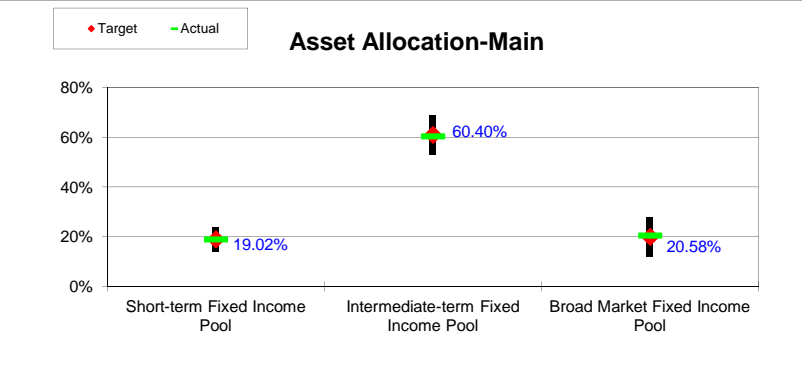 Target Actual
Asset Allocation-Main
80%
60%
40%
20%
0%
60.40%
19.02%
20.58%
Short-term Fixed Income
Pool
Intermediate-term Fixed
Income Pool
Broad Market Fixed Income
Pool